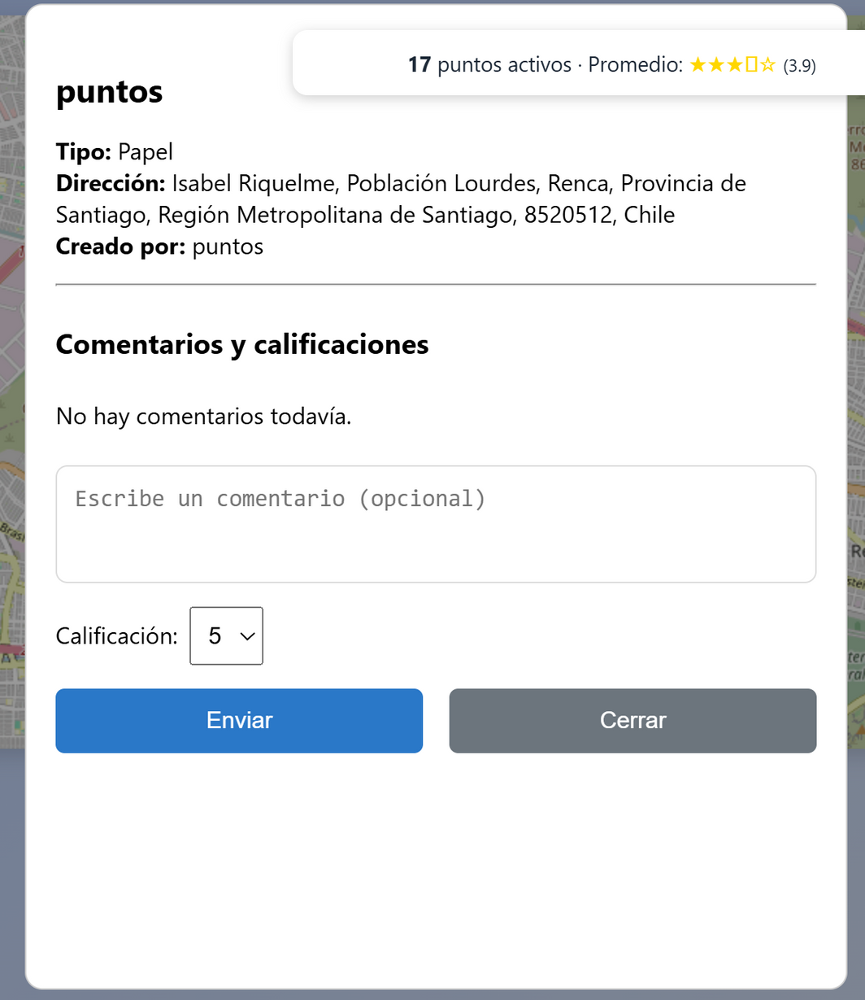 17 puntos activos · Promedio: ★★★▯☆ (3.9)
puntos
Tipo: Papel
Dirección: Isabel Riquelme, Población Lourdes, Renca, Provincia de
Santiago, Región Metropolitana de Santiago, 8520512, Chile
Creado por: puntos
Comentarios y calificaciones
No hay comentarios todavía.
Escribe un comentario (opcional)
Calificación: 5
Enviar
Cerrar